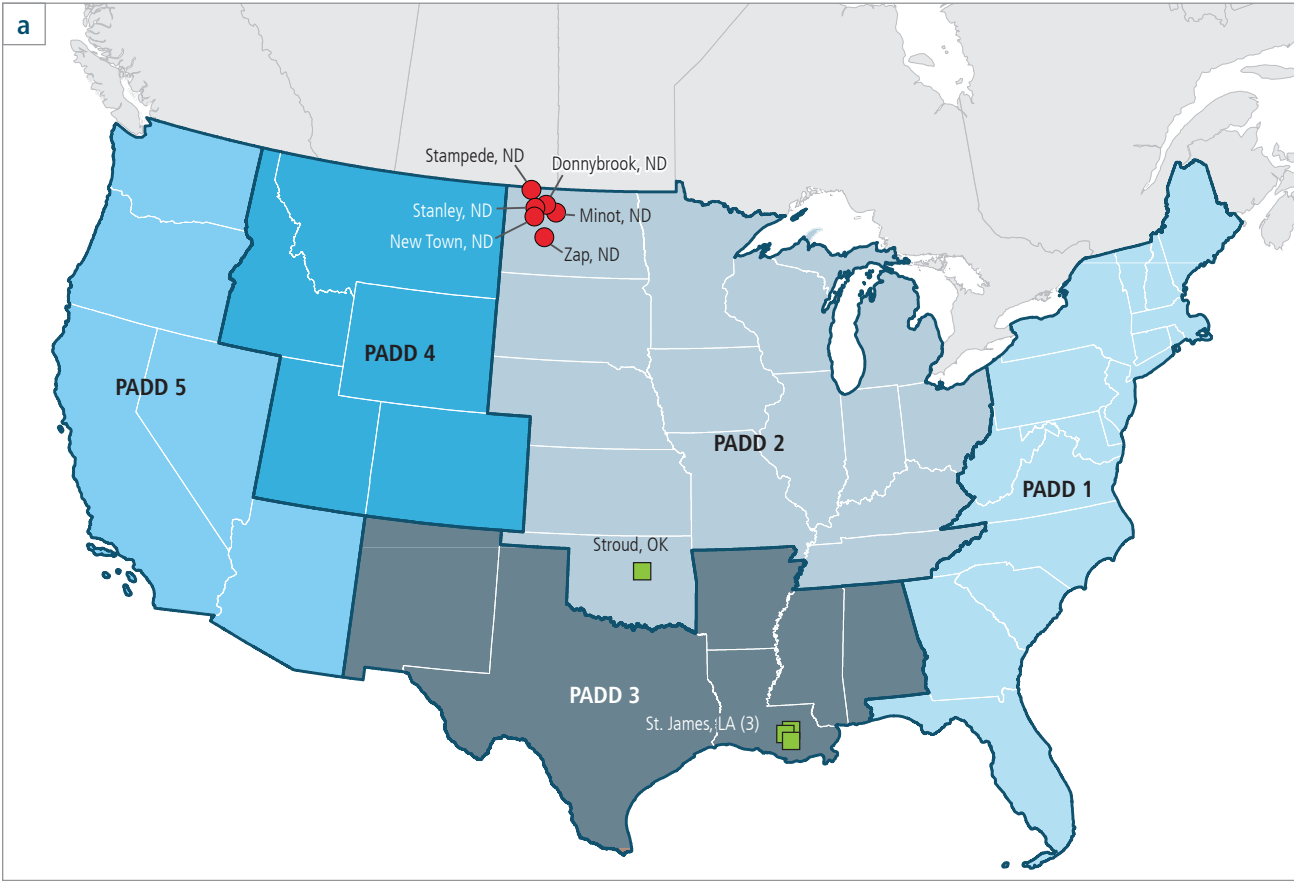 a
Stampede, ND
Donnybrook, ND
Stanley, ND
Minot, ND
New Town, ND
Zap, ND
PADD 4
PADD 5
PADD 2
PADD 1
Stroud, OK
PADD 3
St. James, LA (3)